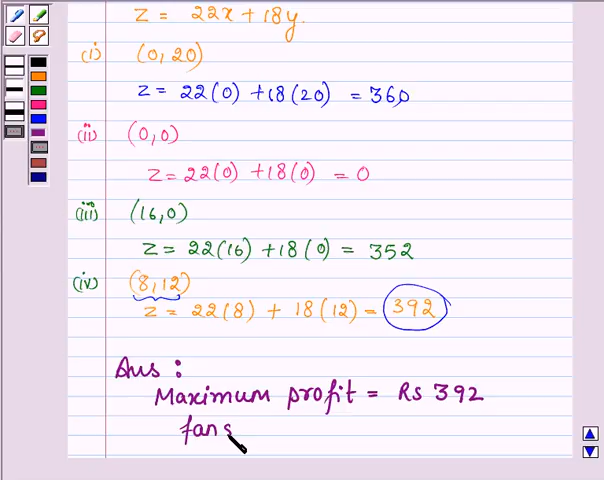 z = 22x + 18y.
(i) (0, 20)
z = 22(0) + 18(20) = 360
(ii) (0,0)
z = 22(0) + 18(0) = 0
(iii) (16,0)
z = 22(16) + 18(0) = 352
(iv) (8,12)
z = 22(8) + 18(12) = 392
Ans :
Maximum profit = Rs 392
fans